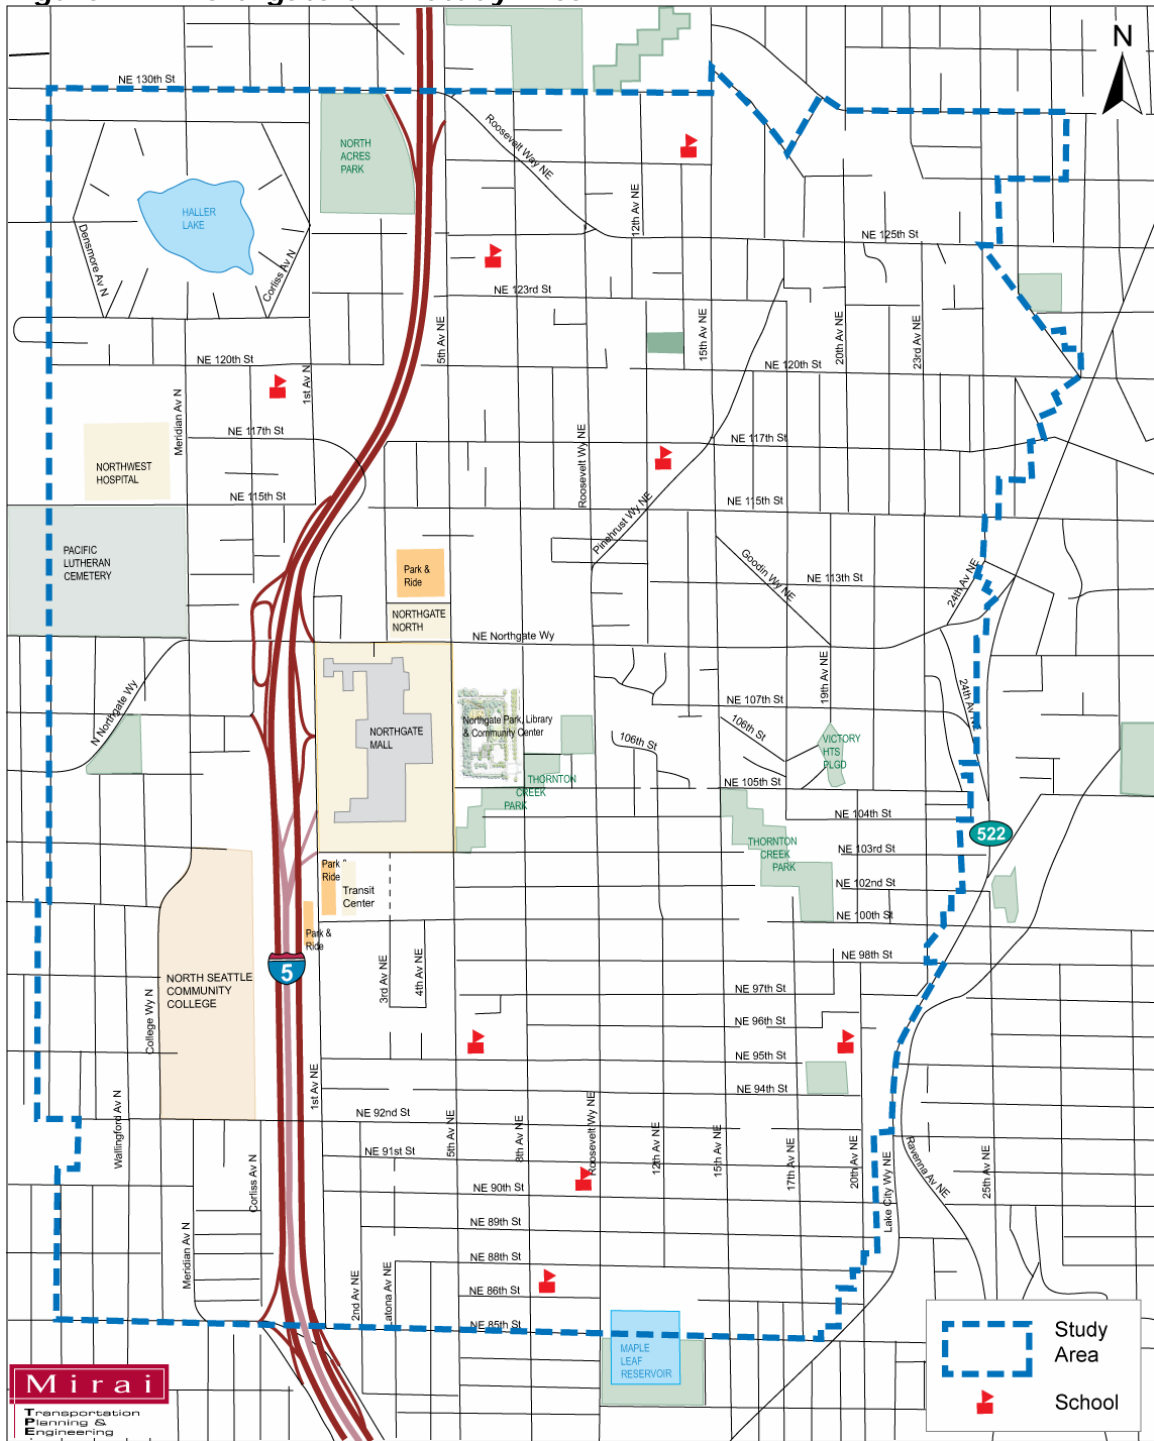 N
NE 130th St
Roosevelt Way NE
NORTH
ACRES
PARK
HALLER
LAKE
12th Av NE
NE 125th St
Densmore Av N
Corliss Av N
NE 123rd St
5th Av NE
15th Av NE
20th Av NE
23rd Av NE
NE 120th St
NE 120th St
1st Av N
Meridian Av N
NE 117th St
NE 117th St
Roosevelt Wy NE
NORTHWEST
HOSPITAL
NE 115th St
NE 115th St
Pinehrust Wy NE
PACIFIC
LUTHERAN
CEMETERY
Park &
Ride
Goodin Wy NE
NE 113th St
24th Av NE
NORTHGATE
NORTH
NE Northgate Wy
19th Av NE
N Northgate Wy
NE 107th St
24th Av N
NORTHGATE
MALL
Northgate Park, Library
& Community Center
106th St
106th St
VICTORY
HTS
PLGD
THORNTON
CREEK
PARK
NE 105th St
NE 104th St
522
THORNTON
CREEK
PARK
NE 103rd St
Park &
Ride
Transit
Center
NE 102nd St
NE 100th St
Park &
Ride
NE 98th St
5
3rd Av NE
4th Av NE
NORTH SEATTLE
COMMUNITY
COLLEGE
NE 97th St
College Wy N
NE 96th St
NE 95th St
1st Av NE
NE 94th St
Wallingford Av N
NE 92nd St
5th Av NE
8th Av NE
Roosevelt Wy NE
12th Av NE
15th Av NE
17th Av NE
20th Av NE
Lake City Wy NE
Ravenna Av NE
25th Av NE
NE 91st St
Corliss Av N
NE 90th St
NE 89th St
Meridian Av N
NE 88th St
2nd Av NE
Latona Av NE
NE 86th St
NE 85th St
MAPLE
LEAF
RESERVOIR
Study
Area
School
Mirai
Transportation
Planning &
Engineering